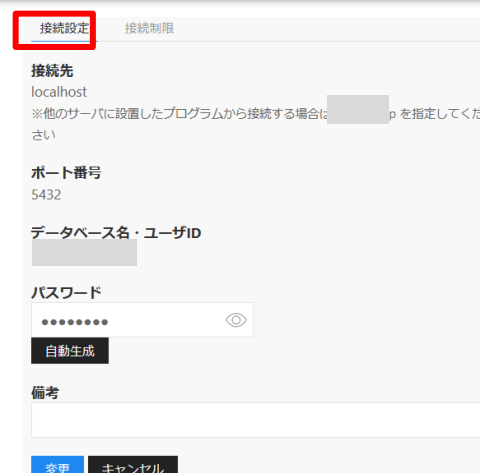 接続設定 接続制限
接続先
localhost
※他のサーバに設置したプログラムから接続する場合は p を指定してくだ
さい
ポート番号
5432
データベース名・ユーザID
パスワード
●●●●●●●●
自動生成
備考
変更 キャンセル